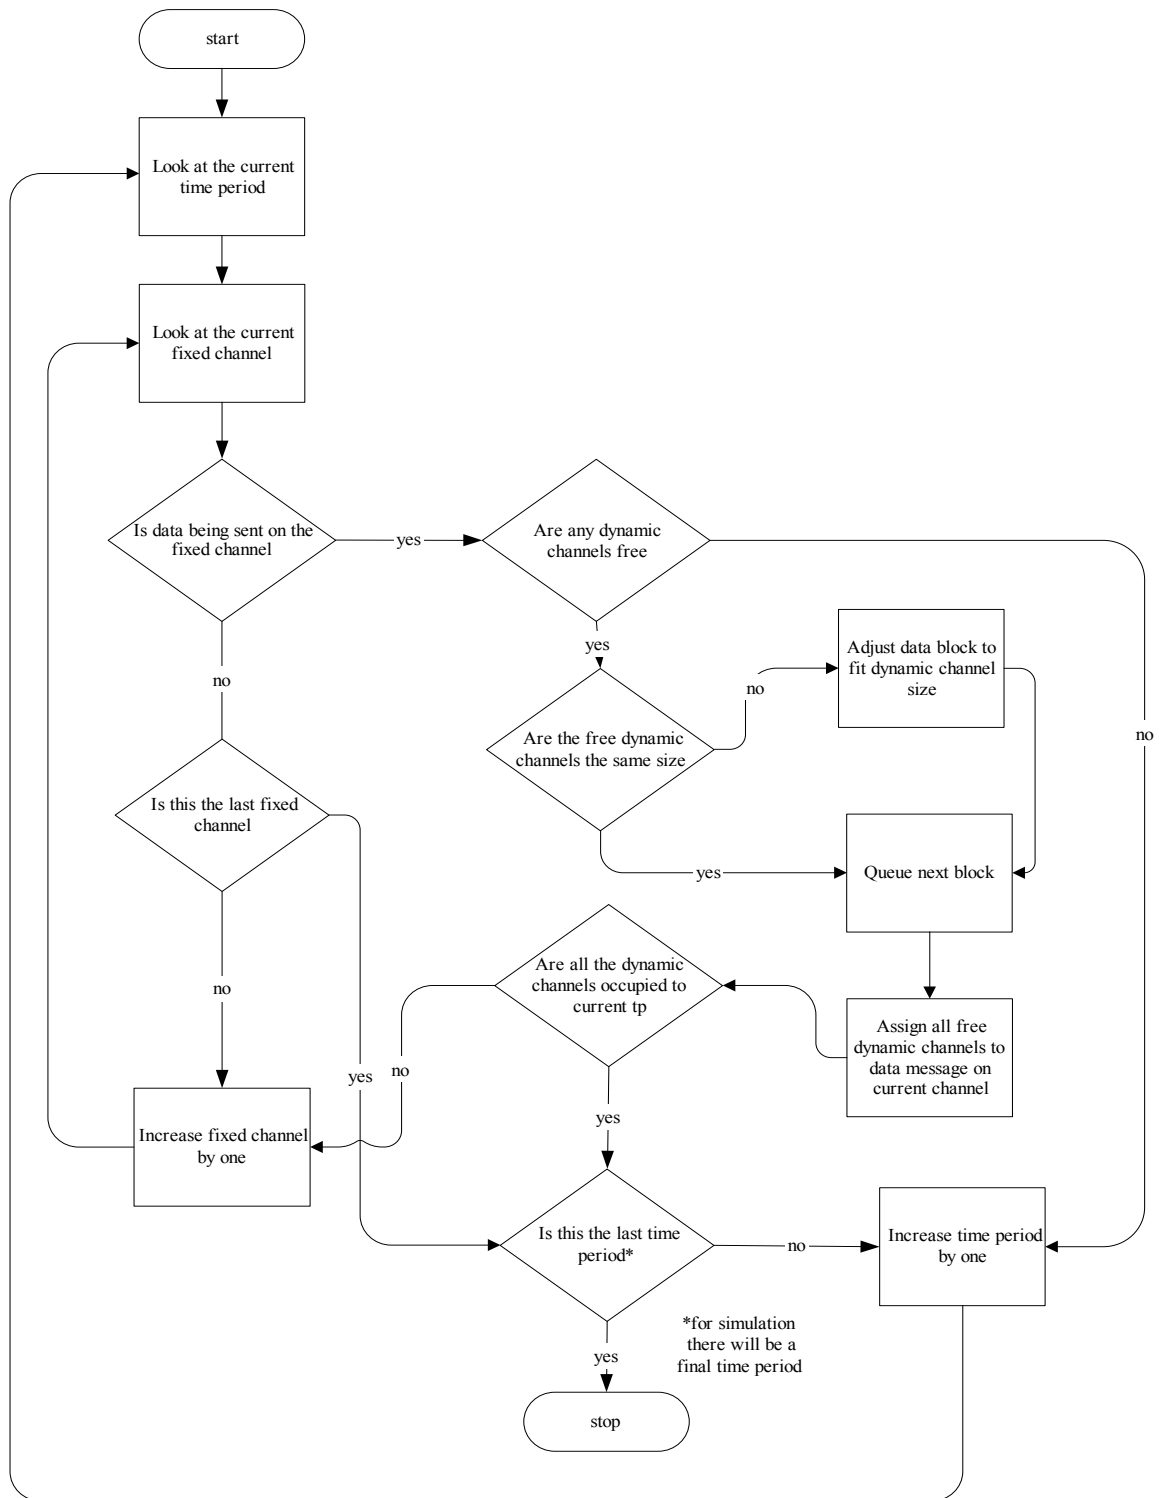 start
Look at the current
time period
Look at the current
fixed channel
Is data being sent on the
fixed channel
yes
Are any dynamic
channels free
yes
no
Adjust data block to
fit dynamic channel
size
no
Are the free dynamic
channels the same size
no
Is this the last fixed
channel
yes
Queue next block
Are all the dynamic
channels occupied to
current tp
no
Assign all free
dynamic channels to
data message on
current channel
yes
no
yes
Increase fixed channel
by one
Is this the last time
period*
no
Increase time period
by one
*for simulation
there will be a
final time period
yes
stop